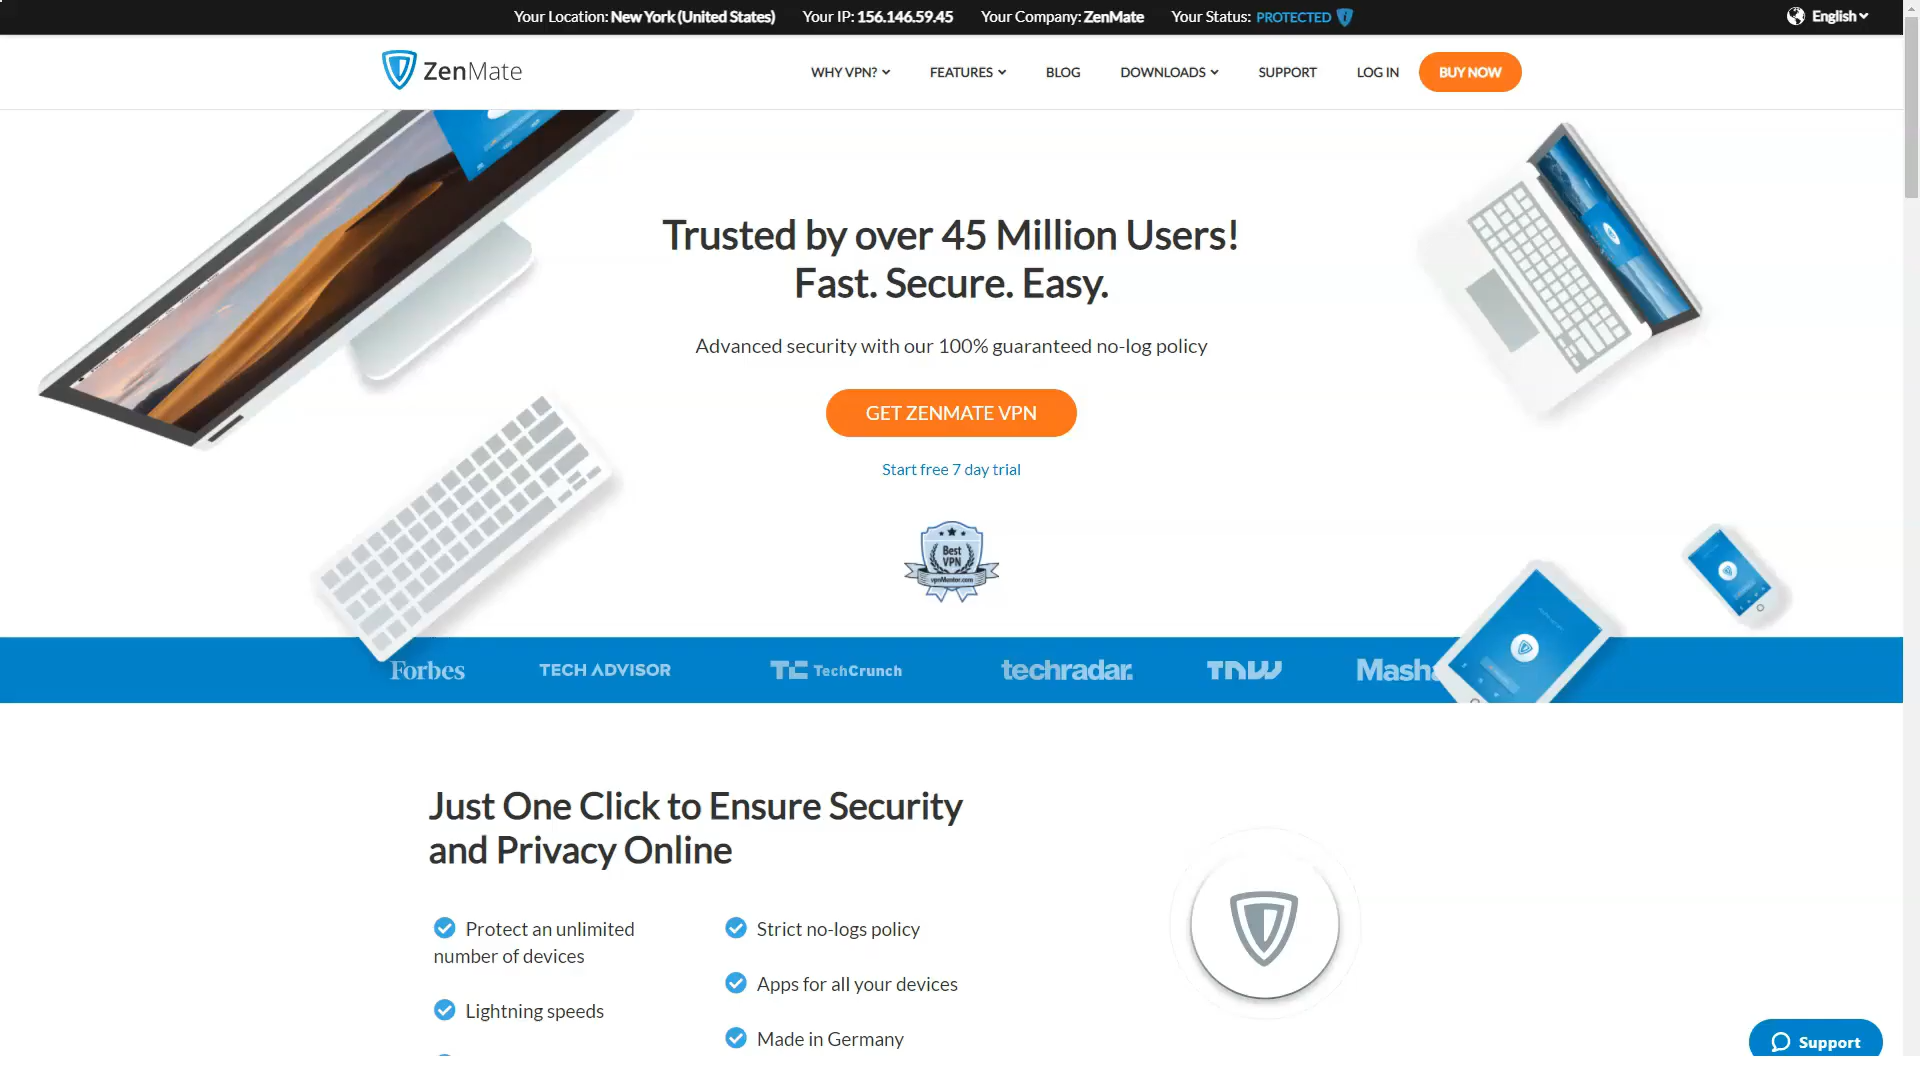 Your Location: New York (United States) Your IP: 156.146.59.45 Your Company: ZenMate Your Status: PROTECTED English
ZenMate WHY VPN? FEATURES BLOG DOWNLOADS SUPPORT LOG IN BUY NOW
Trusted by over 45 Million Users!
Fast. Secure. Easy.
Advanced security with our 100% guaranteed no-log policy
GET ZENMATE VPN
Start free 7 day trial
Best
VPN
vpnMentor.com
Forbes TECH ADVISOR TC TechCrunch techradar. TNW Masha
Just One Click to Ensure Security
and Privacy Online
Protect an unlimited
number of devices
Lightning speeds
Strict no-logs policy
Apps for all your devices
Made in Germany
Support